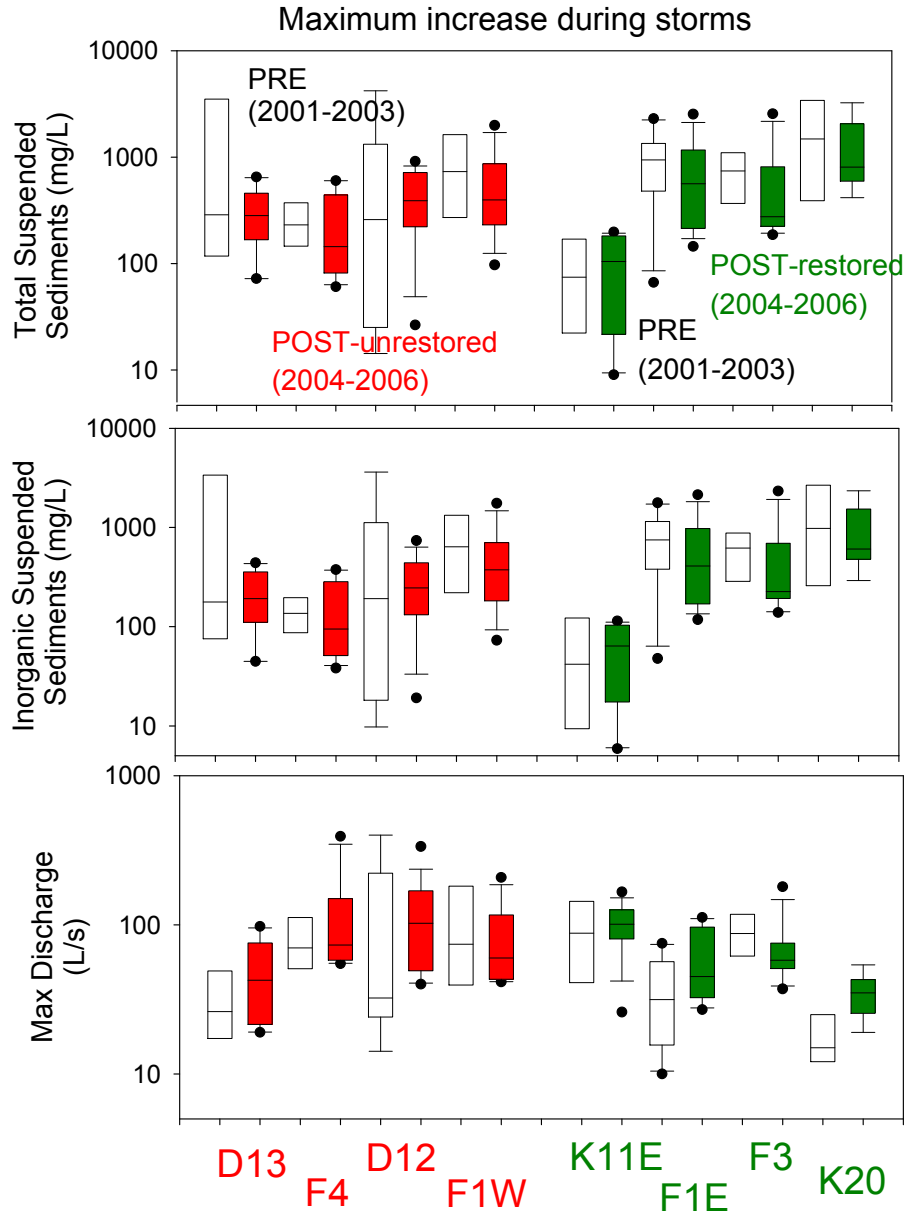 Maximum increase during storms
Total Suspended
Sediments (mg/L)
10000
1000
100
10
PRE
(2001-2003)
POST-unrestored
(2004-2006)
PRE
(2001-2003)
POST-restored
(2004-2006)
Inorganic Suspended
Sediments (mg/L)
10000
1000
100
10
Max Discharge
(L/s)
1000
100
10
D13
F4
D12
F1W
K11E
F1E
F3
K20